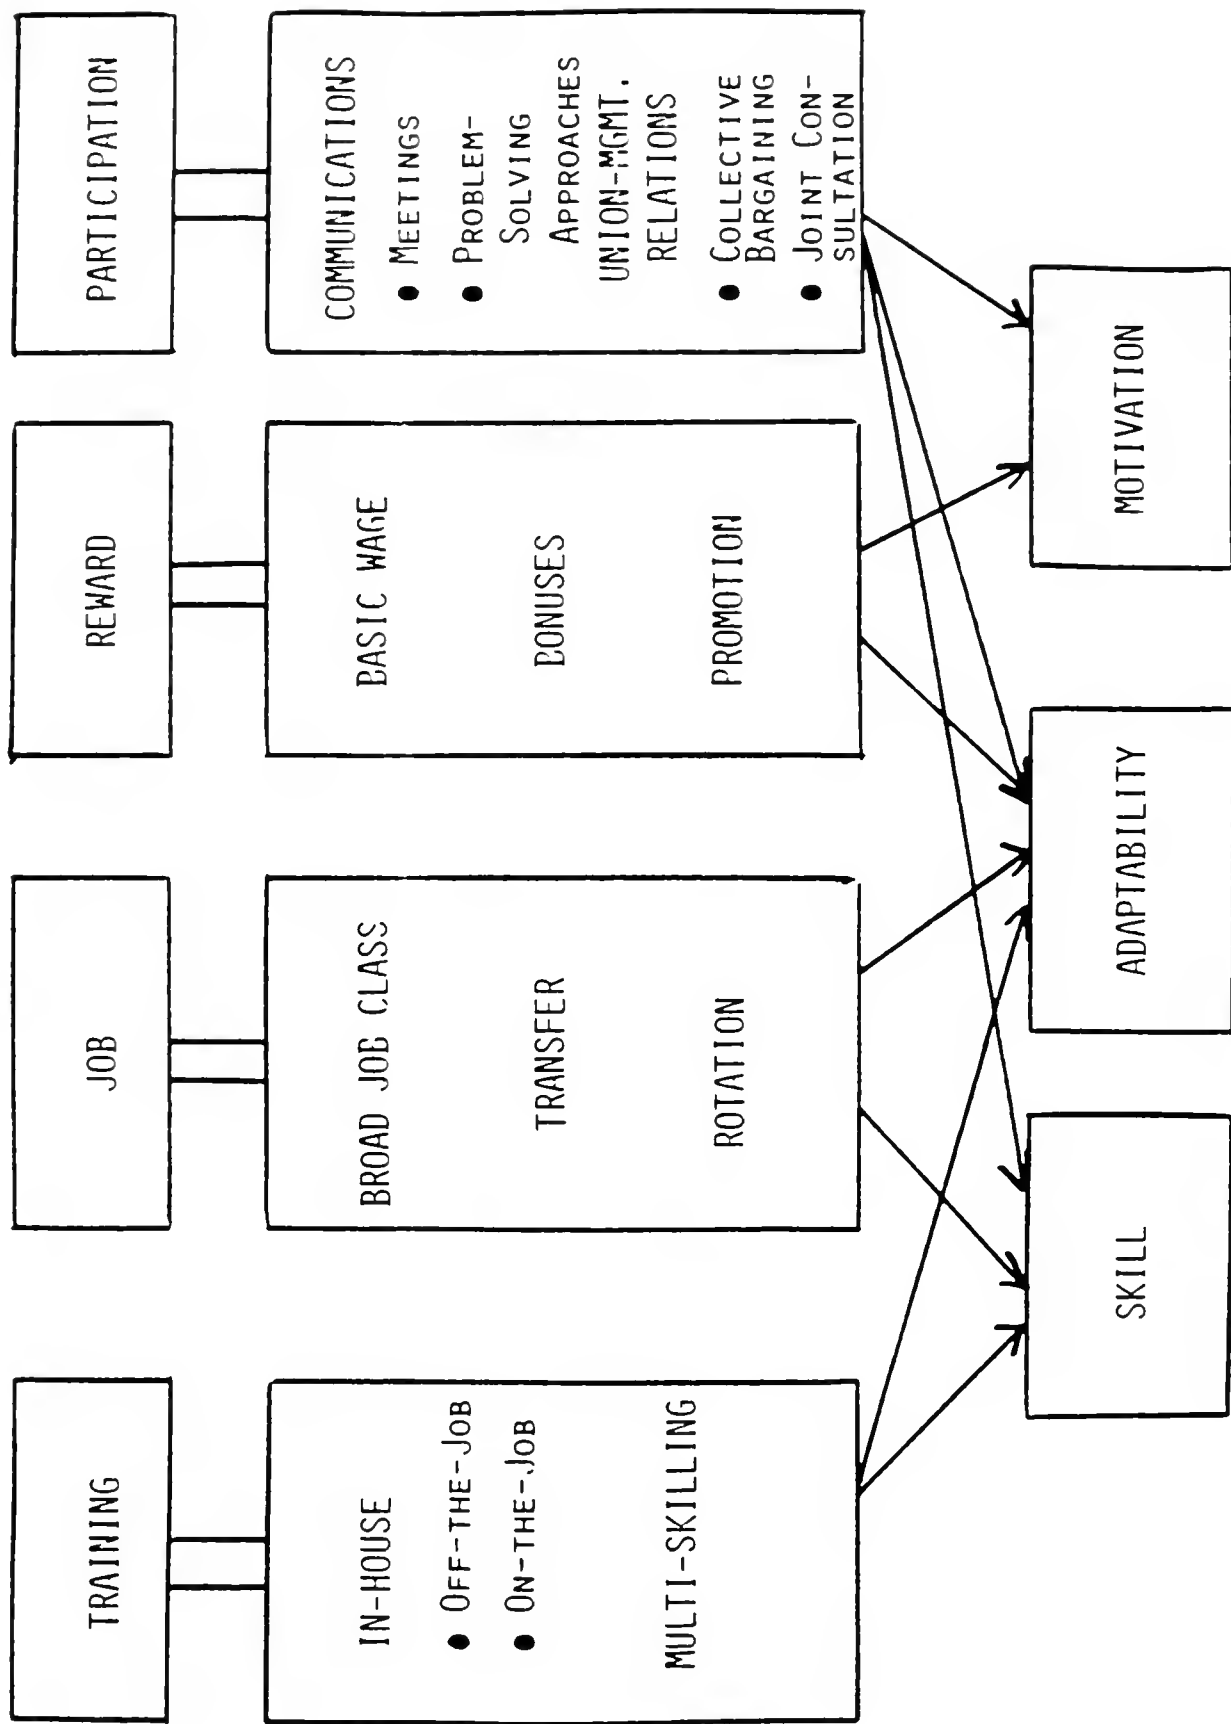 TRAINING
JOB
REWARD
PARTICIPATION
IN-HOUSE
● OFF-THE-JOB
● ON-THE-JOB
MULTI-SKILLING
BROAD JOB CLASS
TRANSFER
ROTATION
BASIC WAGE
BONUSES
PROMOTION
COMMUNICATIONS
● MEETINGS
● PROBLEM-
SOLVING
APPROACHES
UNION-MGMT.
RELATIONS
● COLLECTIVE
BARGAINING
● JOINT CON-
SULTATION
SKILL
ADAPTABILITY
MOTIVATION